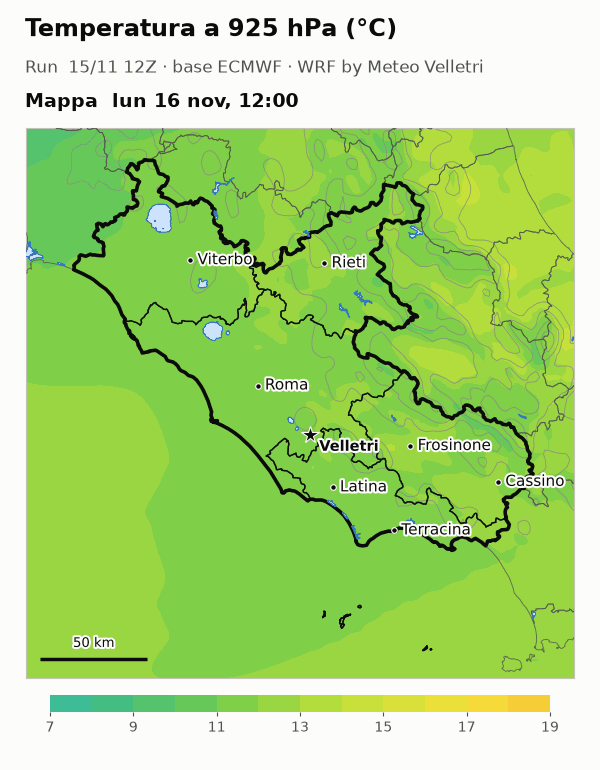 Temperatura a 925 hPa (°C)
Run  15/11 12Z · base ECMWF · WRF by Meteo Velletri
Mappa  lun 16 nov, 12:00
Viterbo
Rieti
Roma
Velletri
Frosinone
Latina
Cassino
Terracina
50 km
7 9 11 13 15 17 19